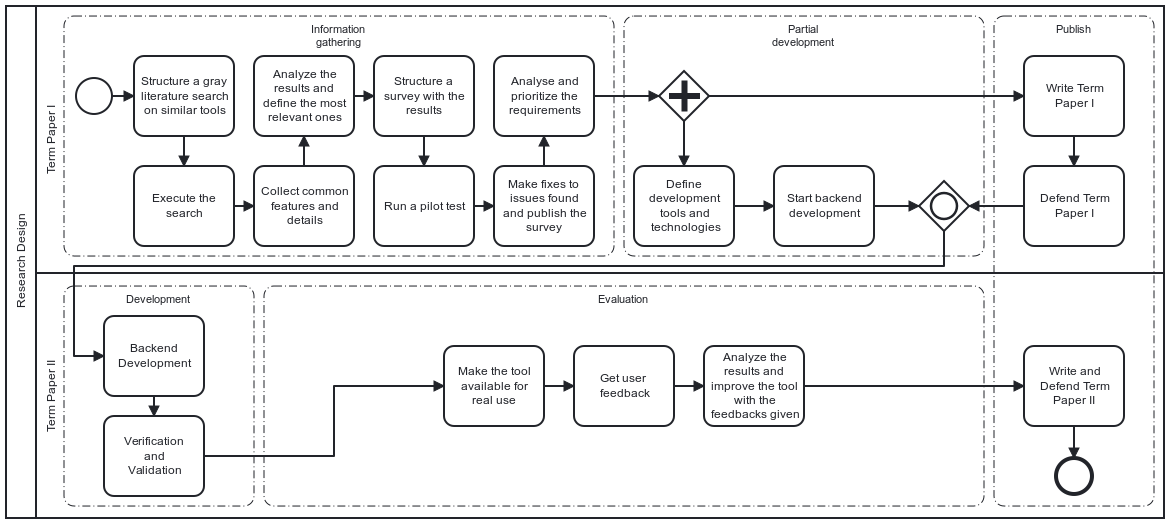 Research Design
Term Paper I
Information
gathering
Structure a gray
literature search
on similar tools
Execute the
search
Collect common
features and
details
Analyze the
results and
define the most
relevant ones
Structure a
survey with the
results
Run a pilot test
Make fixes to
issues found
and publish the
survey
Analyse and
prioritize the
requirements
Partial
development
Define
development
tools and
technologies
Start backend
development
Publish
Write Term
Paper I
Defend Term
Paper I
Term Paper II
Development
Backend
Development
Verification
and
Validation
Evaluation
Make the tool
available for
real use
Get user
feedback
Analyze the
results and
improve the tool
with the
feedbacks given
Write and
Defend Term
Paper II